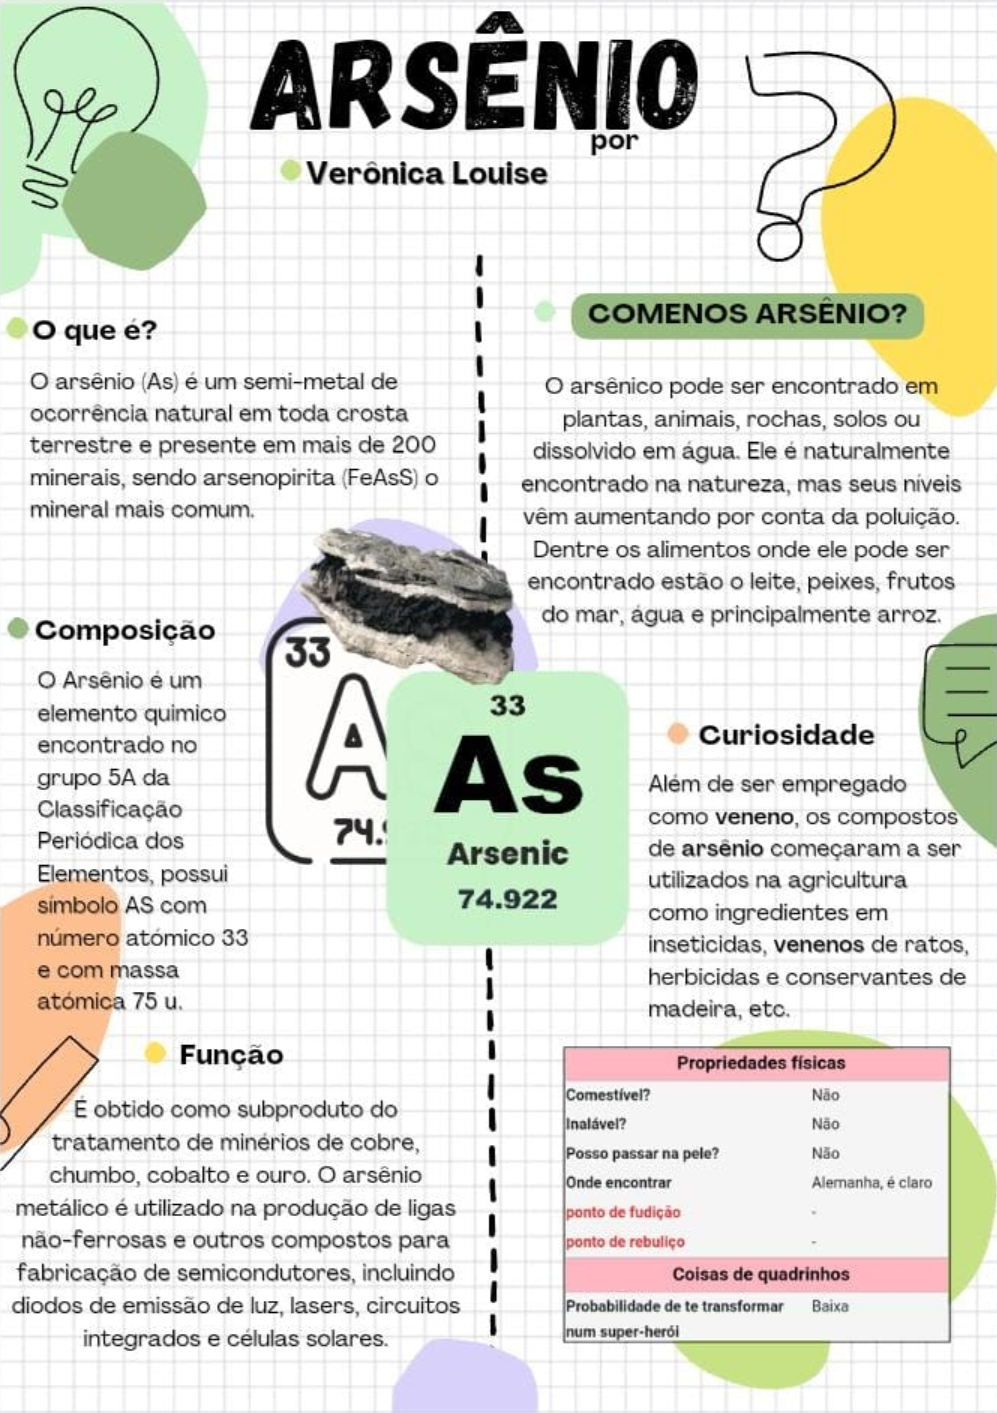 ARSÊNIO
por
Verônica Louise
O que é?
O arsênio (As) é um semi-metal de
ocorrência natural em toda crosta
terrestre e presente em mais de 200
minerais, sendo arsenopirita (FeAsS) o
mineral mais comum.
COMENOS ARSÊNIO?
O arsênico pode ser encontrado em
plantas, animais, rochas, solos ou
dissolvido em água. Ele é naturalmente
encontrado na natureza, mas seus níveis
vêm aumentando por conta da poluição.
Dentre os alimentos onde ele pode ser
encontrado estão o leite, peixes, frutos
do mar, água e principalmente arroz.
Composição
O Arsênio é um
elemento quimico
encontrado no
grupo 5A da
Classificação
Periódica dos
Elementos, possui
símbolo AS com
número atómico 33
e com massa
atómica 75 u.
33
A
74.
33
As
Arsenic
74.922
Curiosidade
Além de ser empregado
como veneno, os compostos
de arsênio começaram a ser
utilizados na agricultura
como ingredientes em
inseticidas, venenos de ratos,
herbicidas e conservantes de
madeira, etc.
Função
É obtido como subproduto do
tratamento de minérios de cobre,
chumbo, cobalto e ouro. O arsênio
metálico é utilizado na produção de ligas
não-ferrosas e outros compostos para
fabricação de semicondutores, incluindo
diodos de emissão de luz, lasers, circuitos
integrados e células solares.
Propriedades físicas
Comestível? Não
Inalável? Não
Posso passar na pele? Não
Onde encontrar Alemanha, é claro
ponto de fudição -
ponto de rebuliço -
Coisas de quadrinhos
Probabilidade de te transformar Baixa
num super-herói